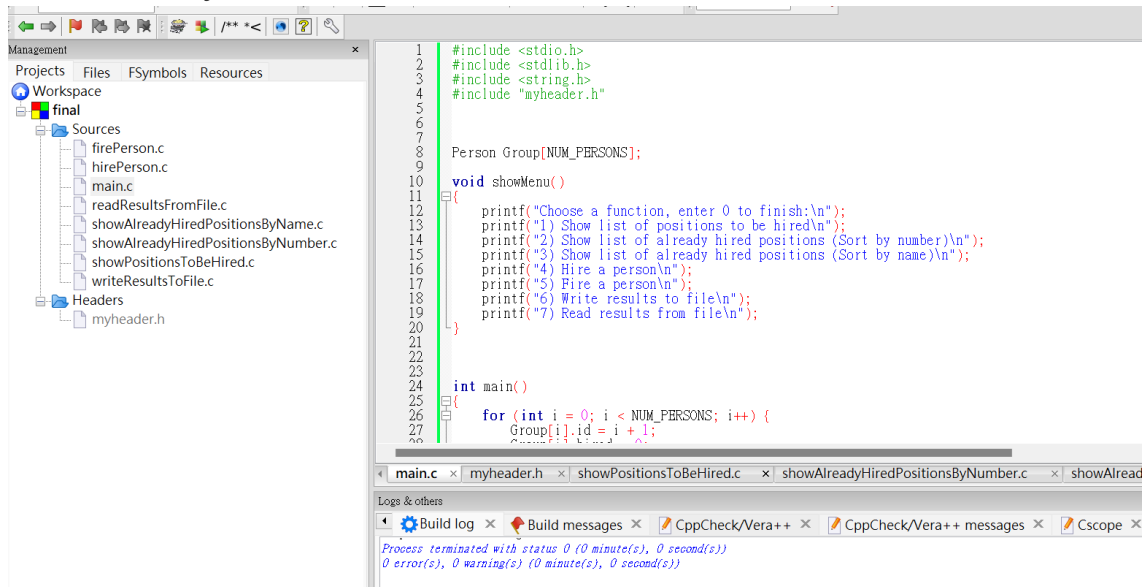 /** *<
Management
Projects Files FSymbols Resources
Workspace
final
Sources
firePerson.c
hirePerson.c
main.c
readResultsFromFile.c
showAlreadyHiredPositionsByName.c
showAlreadyHiredPositionsByNumber.c
showPositionsToBeHired.c
writeResultsToFile.c
Headers
myheader.h
1 #include <stdio.h>
2 #include <stdlib.h>
3 #include <string.h>
4 #include "myheader.h"
5
6
7
8 Person Group[NUM_PERSONS];
9
10 void showMenu()
11 {
12 printf("Choose a function, enter 0 to finish:\n");
13 printf("1) Show list of positions to be hired\n");
14 printf("2) Show list of already hired positions (Sort by number)\n");
15 printf("3) Show list of already hired positions (Sort by name)\n");
16 printf("4) Hire a person\n");
17 printf("5) Fire a person\n");
18 printf("6) Write results to file\n");
19 printf("7) Read results from file\n");
20 }
21
22
23
24 int main()
25 {
26 for (int i = 0; i < NUM_PERSONS; i++) {
27 Group[i].id = i + 1;
28 Group[i].hired = 0;
main.c myheader.h showPositionsToBeHired.c showAlreadyHiredPositionsByNumber.c showAlread
Logs & others
Build log Build messages CppCheck/Vera++ CppCheck/Vera++ messages Cscope
Process terminated with status 0 (0 minute(s), 0 second(s))
0 error(s), 0 warning(s) (0 minute(s), 0 second(s))